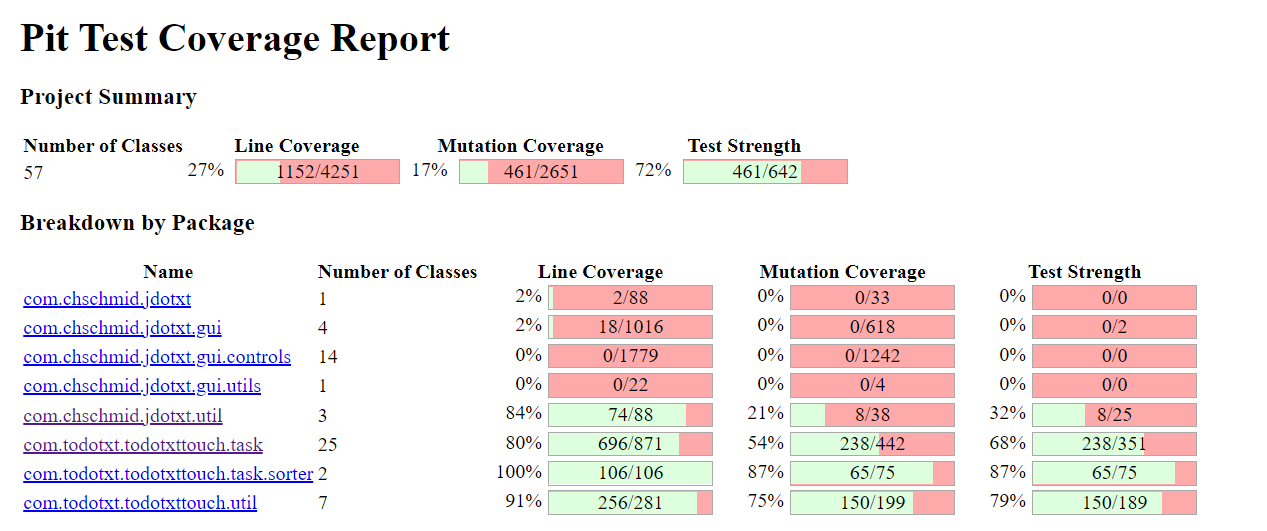 Pit Test Coverage Report
Project Summary
Number of Classes Line Coverage Mutation Coverage Test Strength
57 27% 1152/4251 17% 461/2651 72% 461/642
Breakdown by Package
Name Number of Classes Line Coverage Mutation Coverage Test Strength
com.chschmid.jdotxt 1 2% 2/88 0% 0/33 0% 0/0
com.chschmid.jdotxt.gui 4 2% 18/1016 0% 0/618 0% 0/2
com.chschmid.jdotxt.gui.controls 14 0% 0/1779 0% 0/1242 0% 0/0
com.chschmid.jdotxt.gui.utils 1 0% 0/22 0% 0/4 0% 0/0
com.chschmid.jdotxt.util 3 84% 74/88 21% 8/38 32% 8/25
com.todotxt.todotxttouch.task 25 80% 696/871 54% 238/442 68% 238/351
com.todotxt.todotxttouch.task.sorter 2 100% 106/106 87% 65/75 87% 65/75
com.todotxt.todotxttouch.util 7 91% 256/281 75% 150/199 79% 150/189